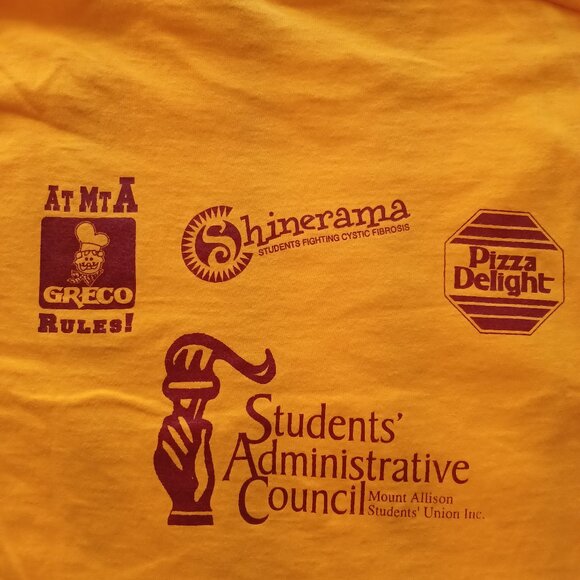 AT MTA
GRECO
RULES!
Shinerama
STUDENTS FIGHTING CYSTIC FIBROSIS
Pizza
Delight
Students'
Administrative
Council
Mount Allison
Students' Union Inc.